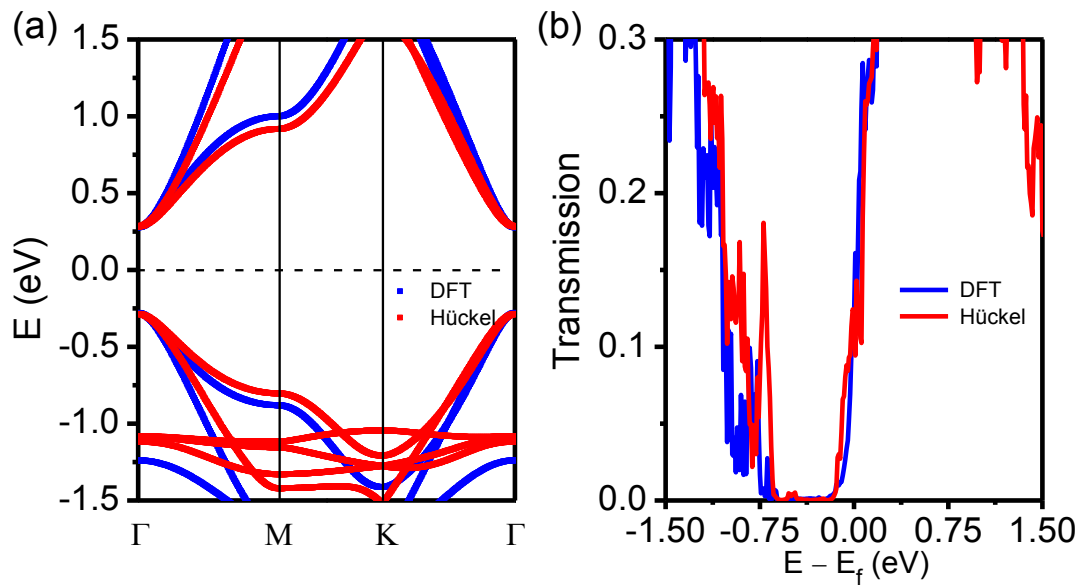 (a)
1.5
1.0
0.5
0.0
-0.5
-1.0
-1.5
E (eV)
DFT
Hückel
Γ
M
K
Γ
(b)
0.3
0.2
0.1
0.0
Transmission
DFT
Hückel
-1.50
-0.75
0.00
0.75
1.50
E – E_f (eV)